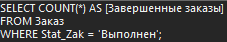 SELECT COUNT(*) AS [Завершенные заказы]
FROM Заказ
WHERE Stat_Zak = 'Выполнен';